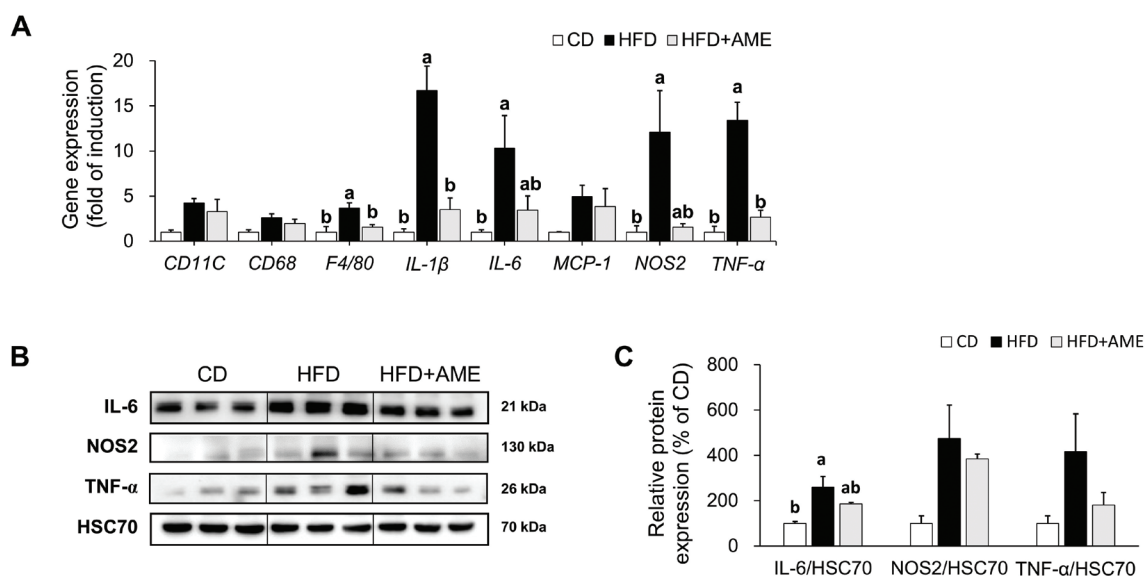 A
CD HFD HFD+AME
Gene expression
(fold of induction)
20
15
10
5
0
a
a
a
a
b a b
b b
b ab
b ab
b b
CD11C CD68 F4/80 IL-1β IL-6 MCP-1 NOS2 TNF-α
B
CD HFD HFD+AME
IL-6 21 kDa
NOS2 130 kDa
TNF-α 26 kDa
HSC70 70 kDa
C
CD HFD HFD+AME
Relative protein
expression (% of CD)
800
600
400
200
0
b a ab
IL-6/HSC70 NOS2/HSC70 TNF-α/HSC70